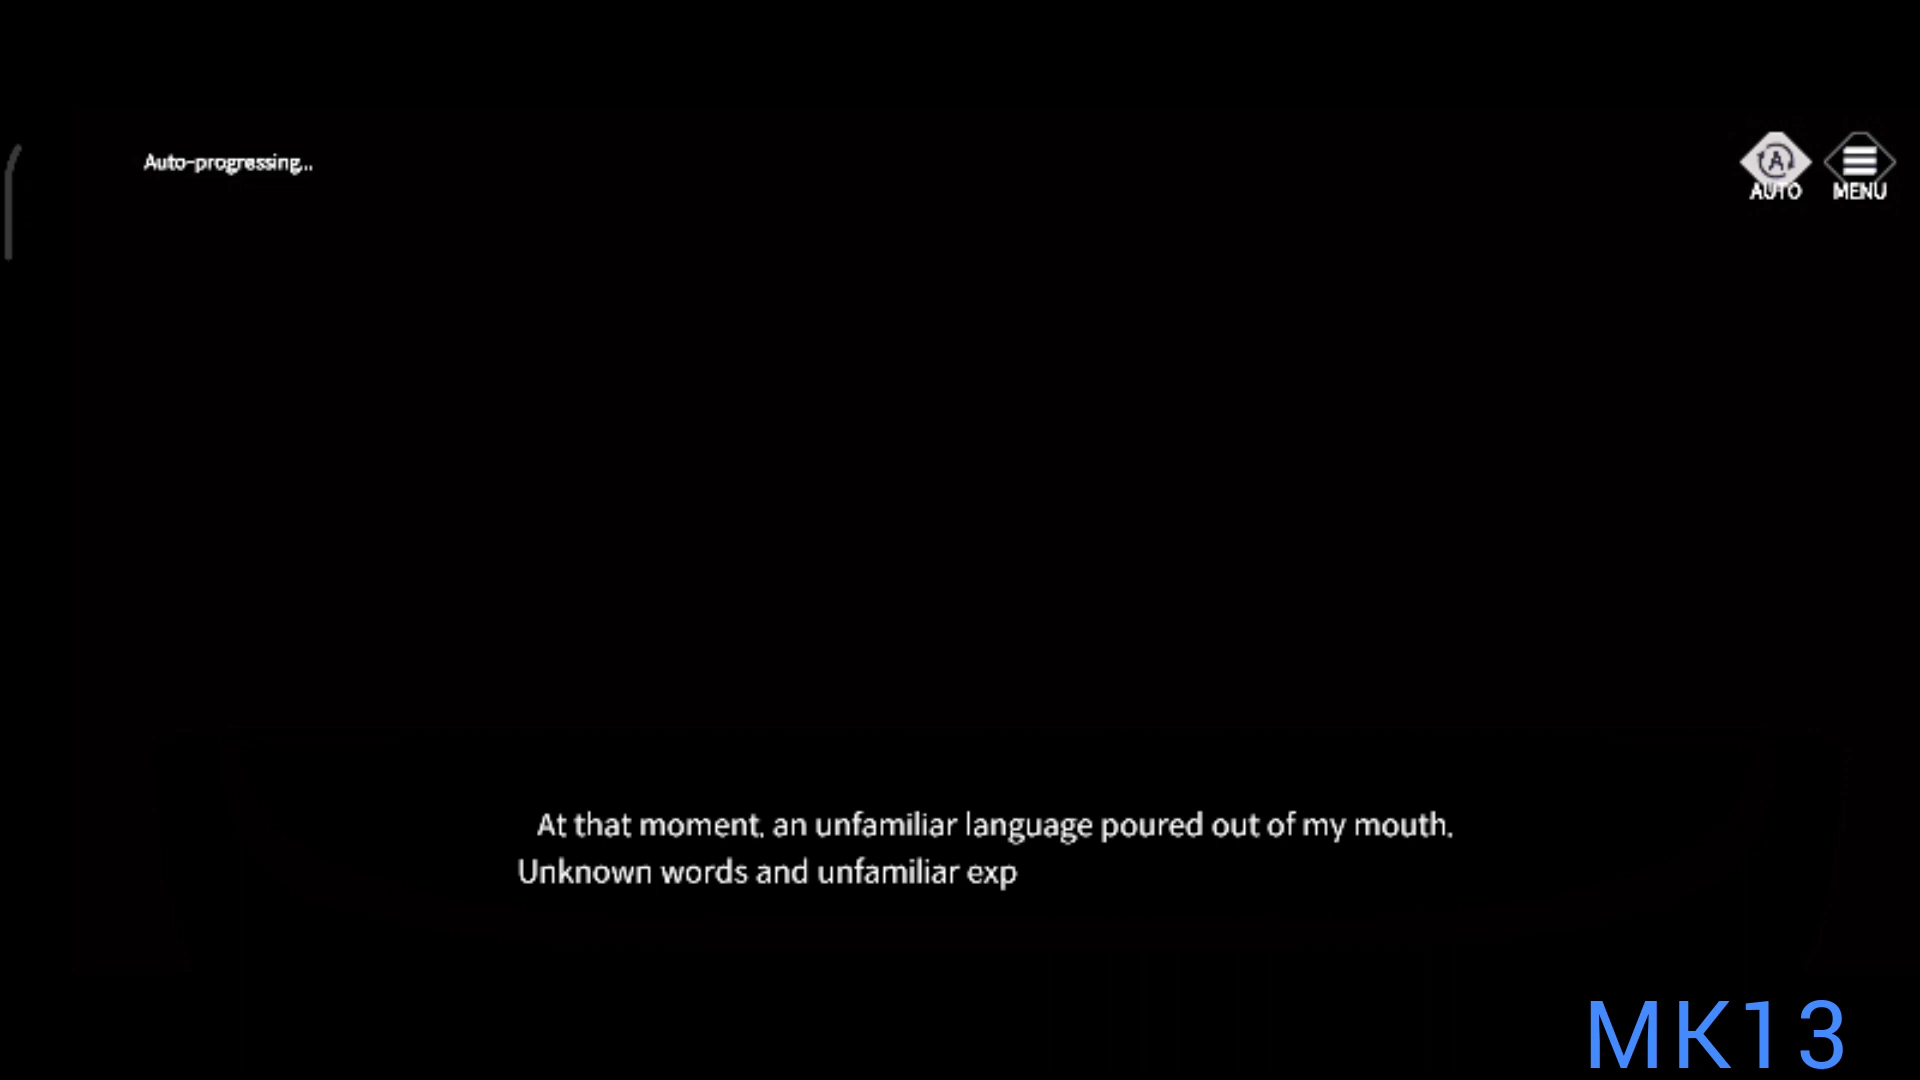 Auto-progressing...
AUTO
MENU
At that moment, an unfamiliar language poured out of my mouth.
Unknown words and unfamiliar exp
MK13